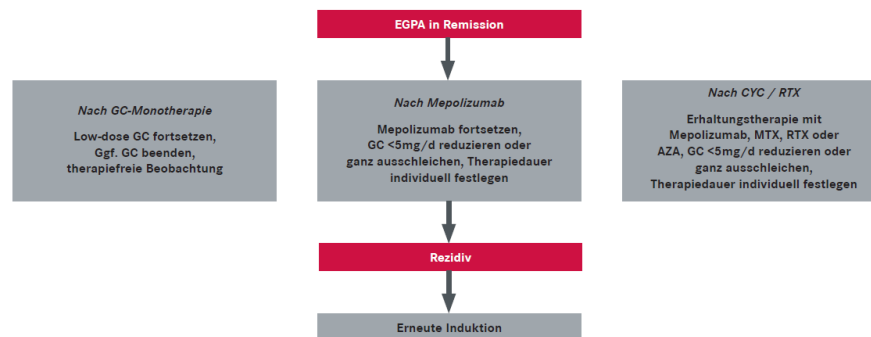 EGPA in Remission
Nach GC-Monotherapie
Low-dose GC fortsetzen,
Ggf. GC beenden,
therapiefreie Beobachtung
Nach Mepolizumab
Mepolizumab fortsetzen,
GC <5mg/d reduzieren oder
ganz ausschleichen, Therapiedauer
individuell festlegen
Nach CYC / RTX
Erhaltungstherapie mit
Mepolizumab, MTX, RTX oder
AZA, GC <5mg/d reduzieren oder
ganz ausschleichen,
Therapiedauer individuell festlegen
Rezidiv
Erneute Induktion